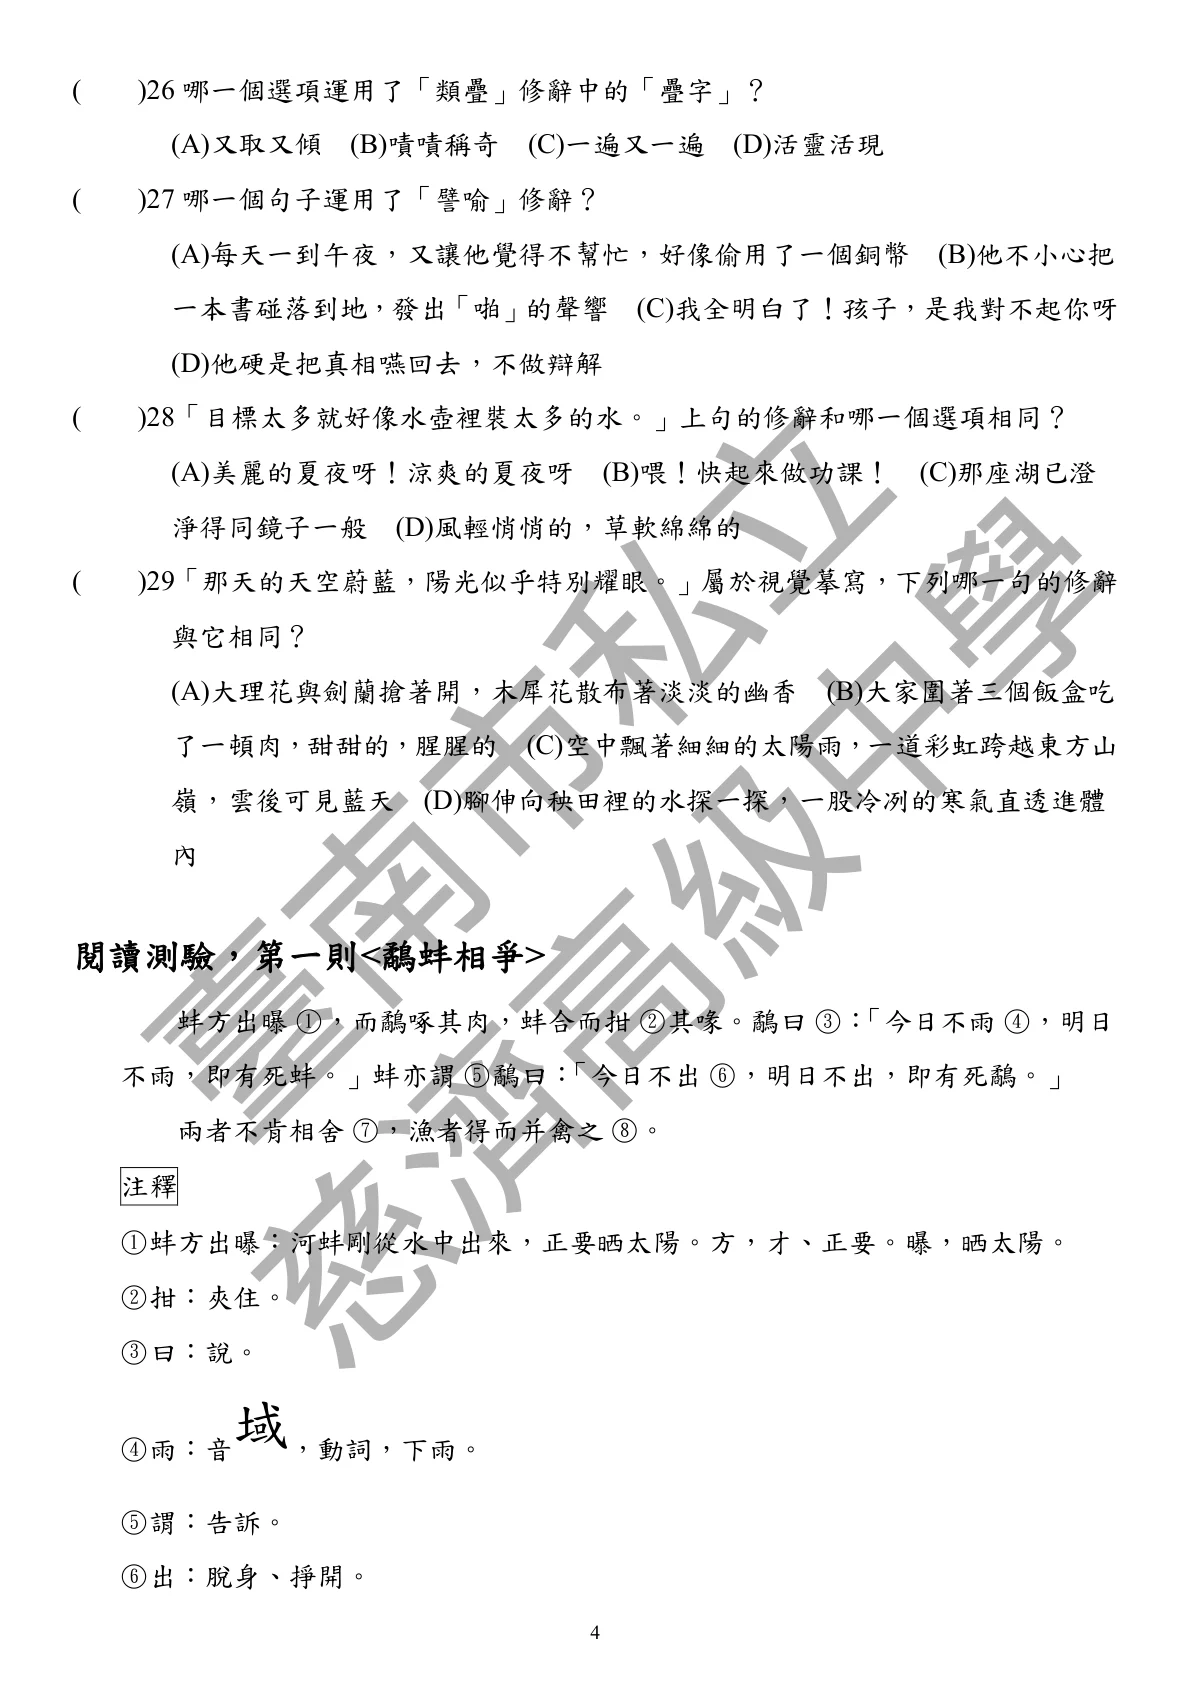 (　　)26 哪一個選項運用了「類疊」修辭中的「疊字」？
(A)又取又傾　(B)嘖嘖稱奇　(C)一遍又一遍　(D)活靈活現
(　　)27 哪一個句子運用了「譬喻」修辭？
(A)每天一到午夜，又讓他覺得不幫忙，好像偷用了一個銅幣　(B)他不小心把
一本書碰落到地，發出「啪」的聲響　(C)我全明白了！孩子，是我對不起你呀
(D)他硬是把真相嚥回去，不做辯解
(　　)28「目標太多就好像水壺裡裝太多的水。」上句的修辭和哪一個選項相同？
(A)美麗的夏夜呀！涼爽的夏夜呀　(B)喂！快起來做功課！　(C)那座湖已澄
淨得同鏡子一般　(D)風輕悄悄的，草軟綿綿的
(　　)29「那天的天空蔚藍，陽光似乎特別耀眼。」屬於視覺摹寫，下列哪一句的修辭
與它相同？
(A)大理花與劍蘭搶著開，木犀花散布著淡淡的幽香　(B)大家圍著三個飯盒吃
了一頓肉，甜甜的，腥腥的　(C)空中飄著細細的太陽雨，一道彩虹跨越東方山
嶺，雲後可見藍天　(D)腳伸向秧田裡的水探一探，一股冷冽的寒氣直透進體
內
閱讀測驗，第一則<鷸蚌相爭>
蚌方出曝 ①，而鷸啄其肉，蚌合而拑 ②其喙。鷸曰 ③：「今日不雨 ④，明日
不雨，即有死蚌。」蚌亦謂 ⑤鷸曰：「今日不出 ⑥，明日不出，即有死鷸。」
兩者不肯相舍 ⑦，漁者得而并禽之 ⑧。
注釋
①蚌方出曝：河蚌剛從水中出來，正要晒太陽。方，才、正要。曝，晒太陽。
②拑：夾住。
③曰：說。
④雨：音域，動詞，下雨。
⑤謂：告訴。
⑥出：脫身、掙開。
4
臺南市私立
慈濟高級中學